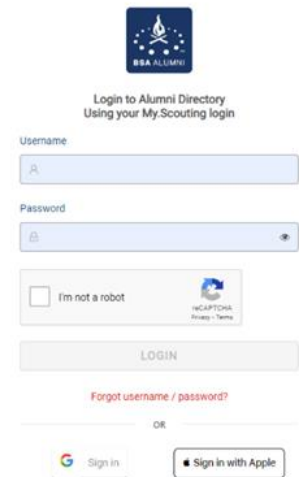 BSA ALUMNI
Login to Alumni Directory
Using your My.Scouting login
Username
Password
I'm not a robot
reCAPTCHA
Privacy - Terms
LOGIN
Forgot username / password?
OR
G Sign in
Sign in with Apple